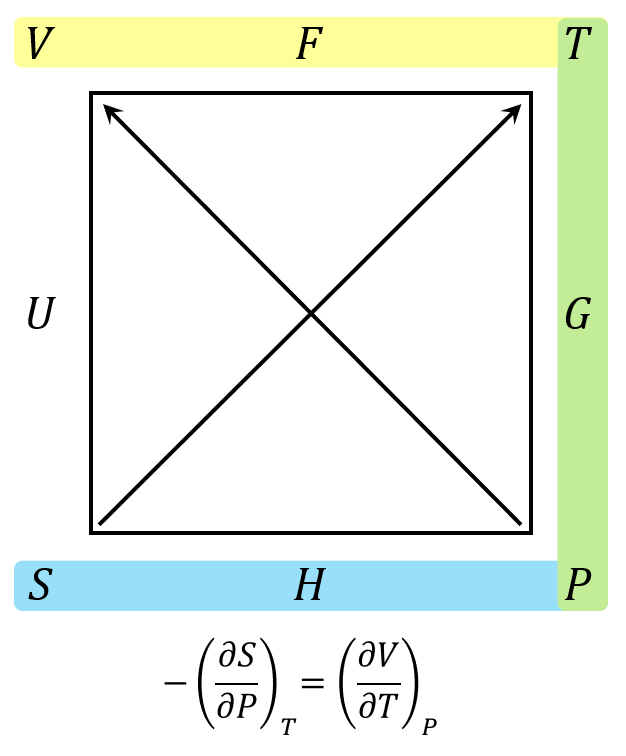 V F T
U G
S H P
−(∂S/∂P)_T = (∂V/∂T)_P